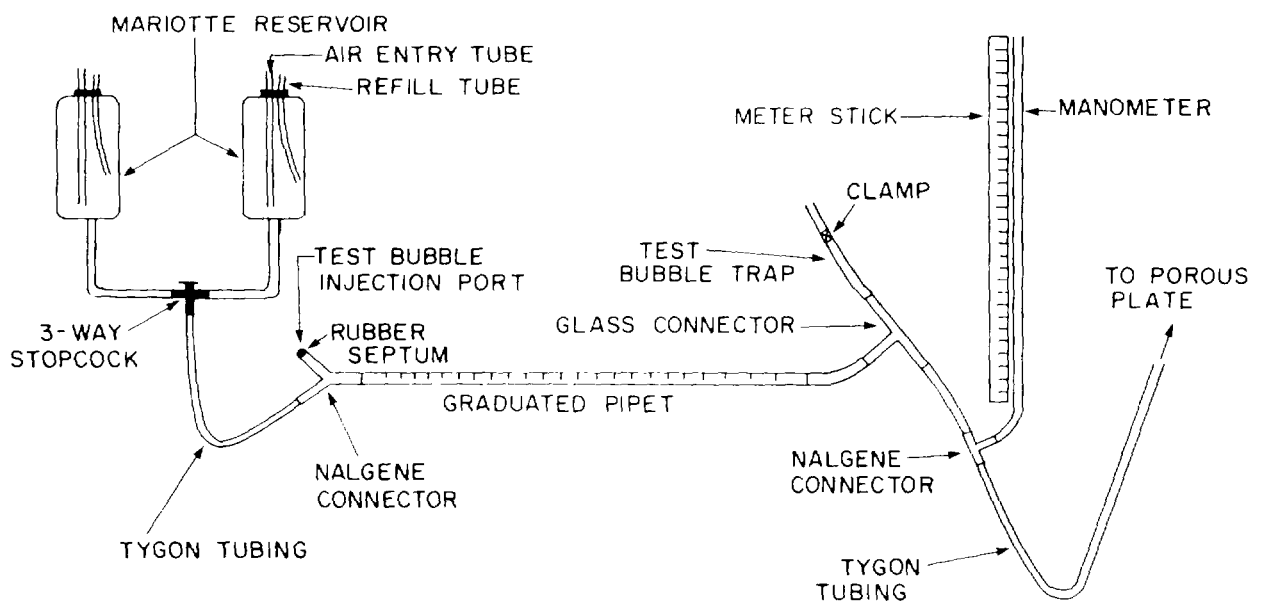 MARIOTTE RESERVOIR
AIR ENTRY TUBE
REFILL TUBE
METER STICK
MANOMETER
CLAMP
TEST BUBBLE
INJECTION PORT
TEST
BUBBLE TRAP
TO POROUS
PLATE
3-WAY
STOPCOCK
RUBBER
SEPTUM
GLASS CONNECTOR
GRADUATED PIPET
NALGENE
CONNECTOR
NALGENE
CONNECTOR
TYGON TUBING
TYGON
TUBING